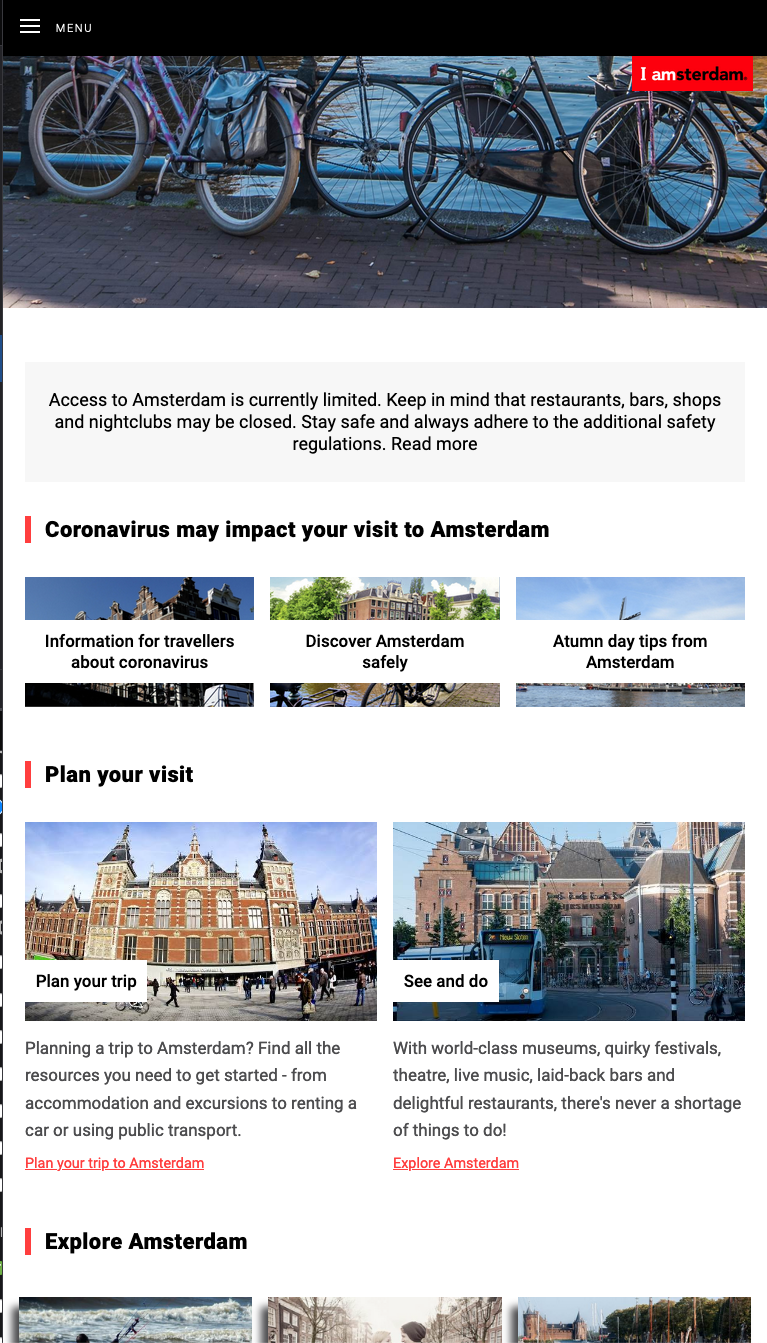 MENU
I amsterdam.
Access to Amsterdam is currently limited. Keep in mind that restaurants, bars, shops
and nightclubs may be closed. Stay safe and always adhere to the additional safety
regulations. Read more
Coronavirus may impact your visit to Amsterdam
Information for travellers
about coronavirus
Discover Amsterdam
safely
Atumn day tips from
Amsterdam
Plan your visit
Nieuw Sloten
Plan your trip
See and do
Planning a trip to Amsterdam? Find all the
resources you need to get started - from
accommodation and excursions to renting a
car or using public transport.
Plan your trip to Amsterdam
With world-class museums, quirky festivals,
theatre, live music, laid-back bars and
delightful restaurants, there's never a shortage
of things to do!
Explore Amsterdam
Explore Amsterdam